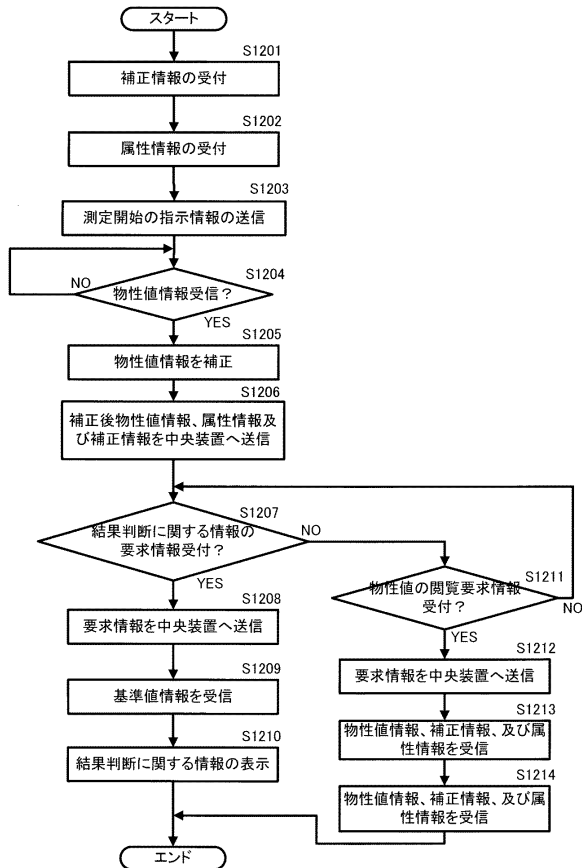 スタート
S1201
補正情報の受付
S1202
属性情報の受付
S1203
測定開始の指示情報の送信
S1204
物性値情報受信？
NO
YES
S1205
物性値情報を補正
S1206
補正後物性値情報、属性情報及
び補正情報を中央装置へ送信
S1207
結果判断に関する情報の
要求情報受付？
NO
YES
S1208
要求情報を中央装置へ送信
S1209
基準値情報を受信
S1210
結果判断に関する情報の表示
S1211
物性値の閲覧要求情報
受付？
NO
YES
S1212
要求情報を中央装置へ送信
S1213
物性値情報、補正情報、及び属
性情報を受信
S1214
物性値情報、補正情報、及び属
性情報を受信
エンド